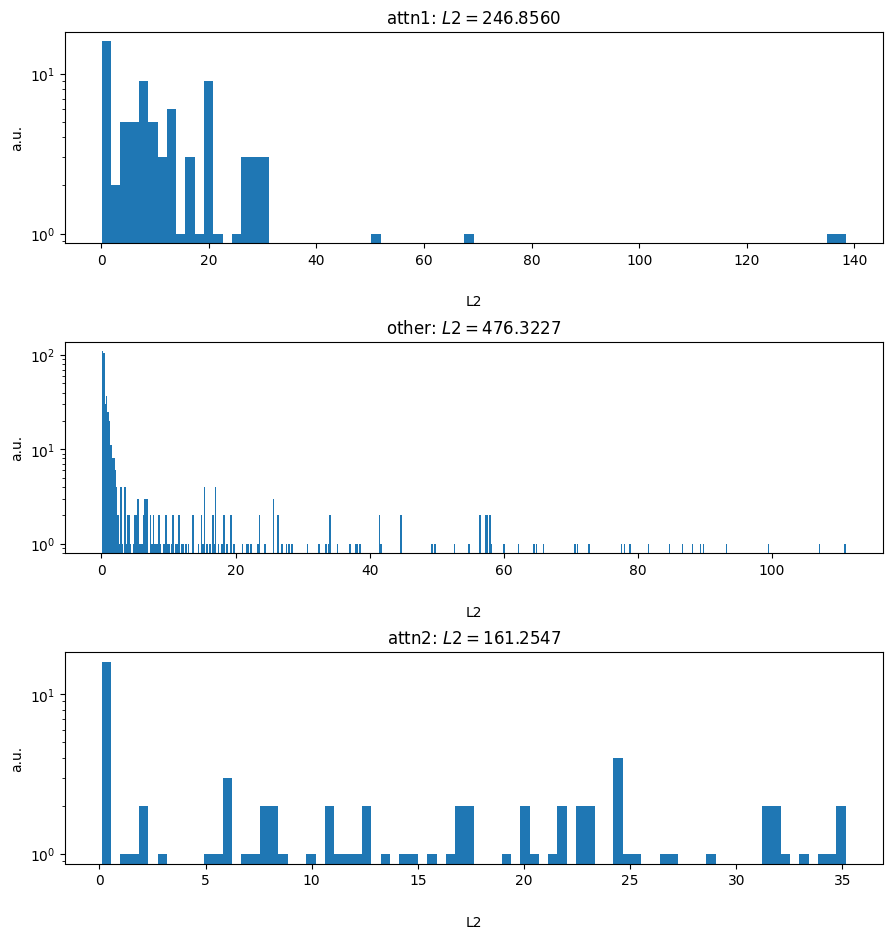 attn1: L2 = 246.8560
a.u.
10¹
10⁰
0 20 40 60 80 100 120 140
L2
other: L2 = 476.3227
a.u.
10²
10¹
10⁰
0 20 40 60 80 100
L2
attn2: L2 = 161.2547
a.u.
10¹
10⁰
0 5 10 15 20 25 30 35
L2